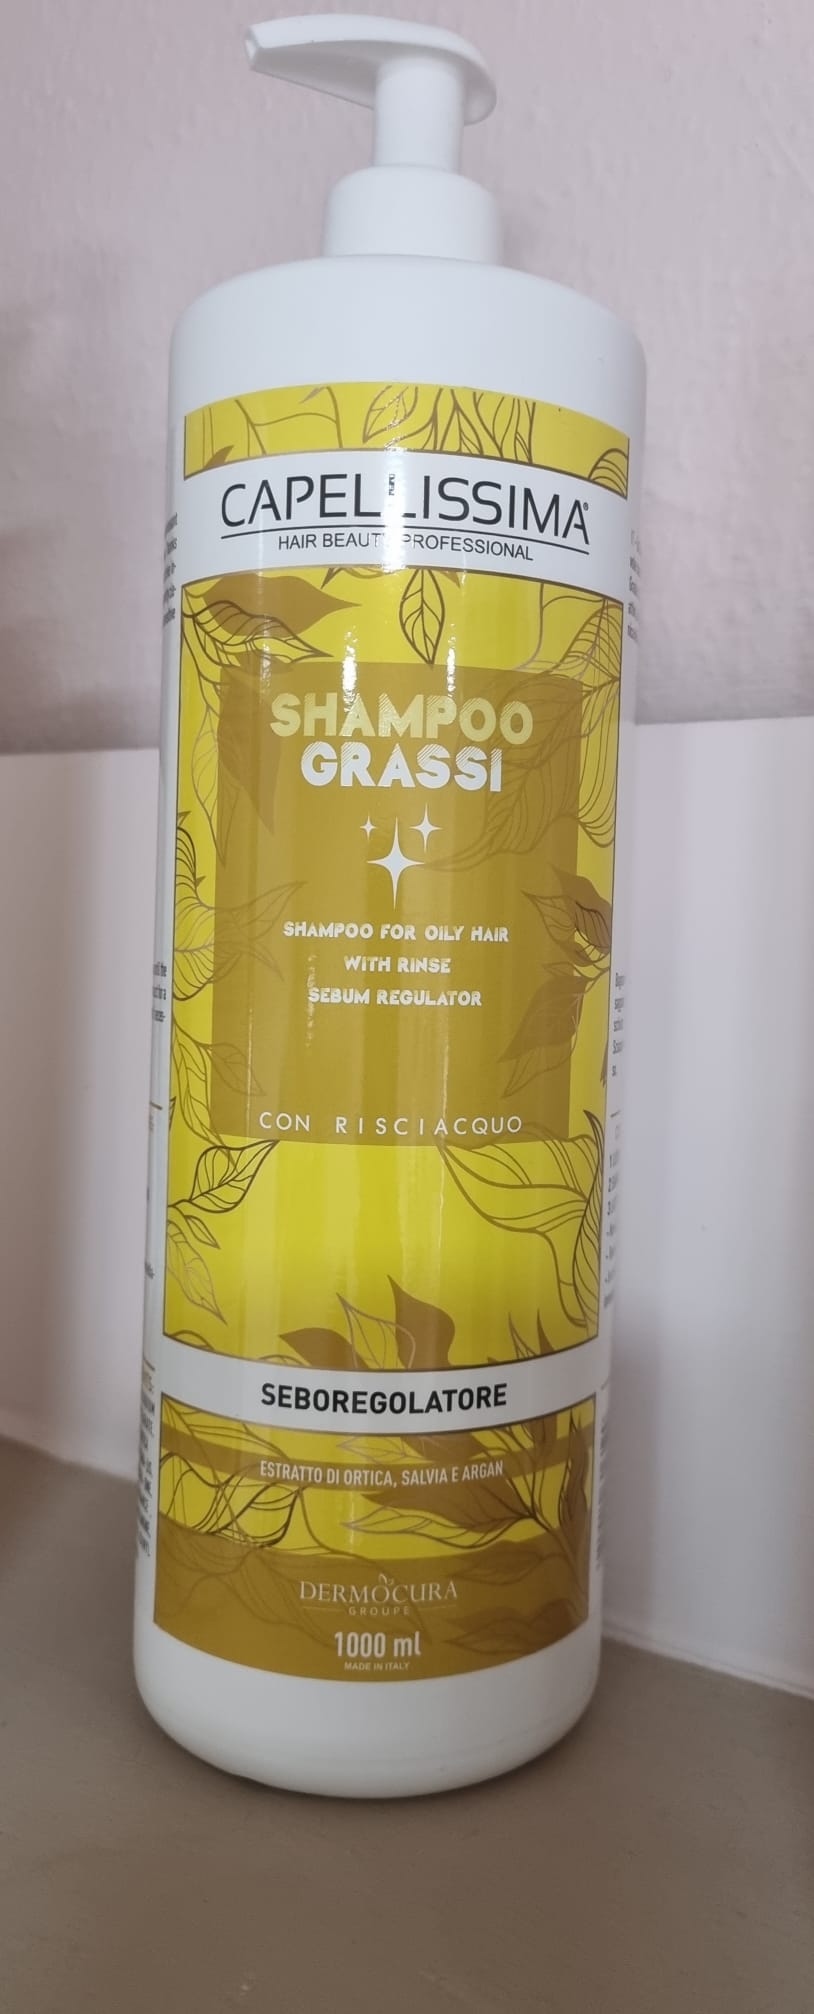 CAPELLISSIMA®
HAIR BEAUTY PROFESSIONAL
SHAMPOO
GRASSI
SHAMPOO FOR OILY HAIR
WITH RINSE
SEBUM REGULATOR
CON RISCIACQUO
SEBOREGOLATORE
ESTRATTO DI ORTICA, SALVIA E ARGAN
DERMOCURA
GROUPE
1000 ml
MADE IN ITALY